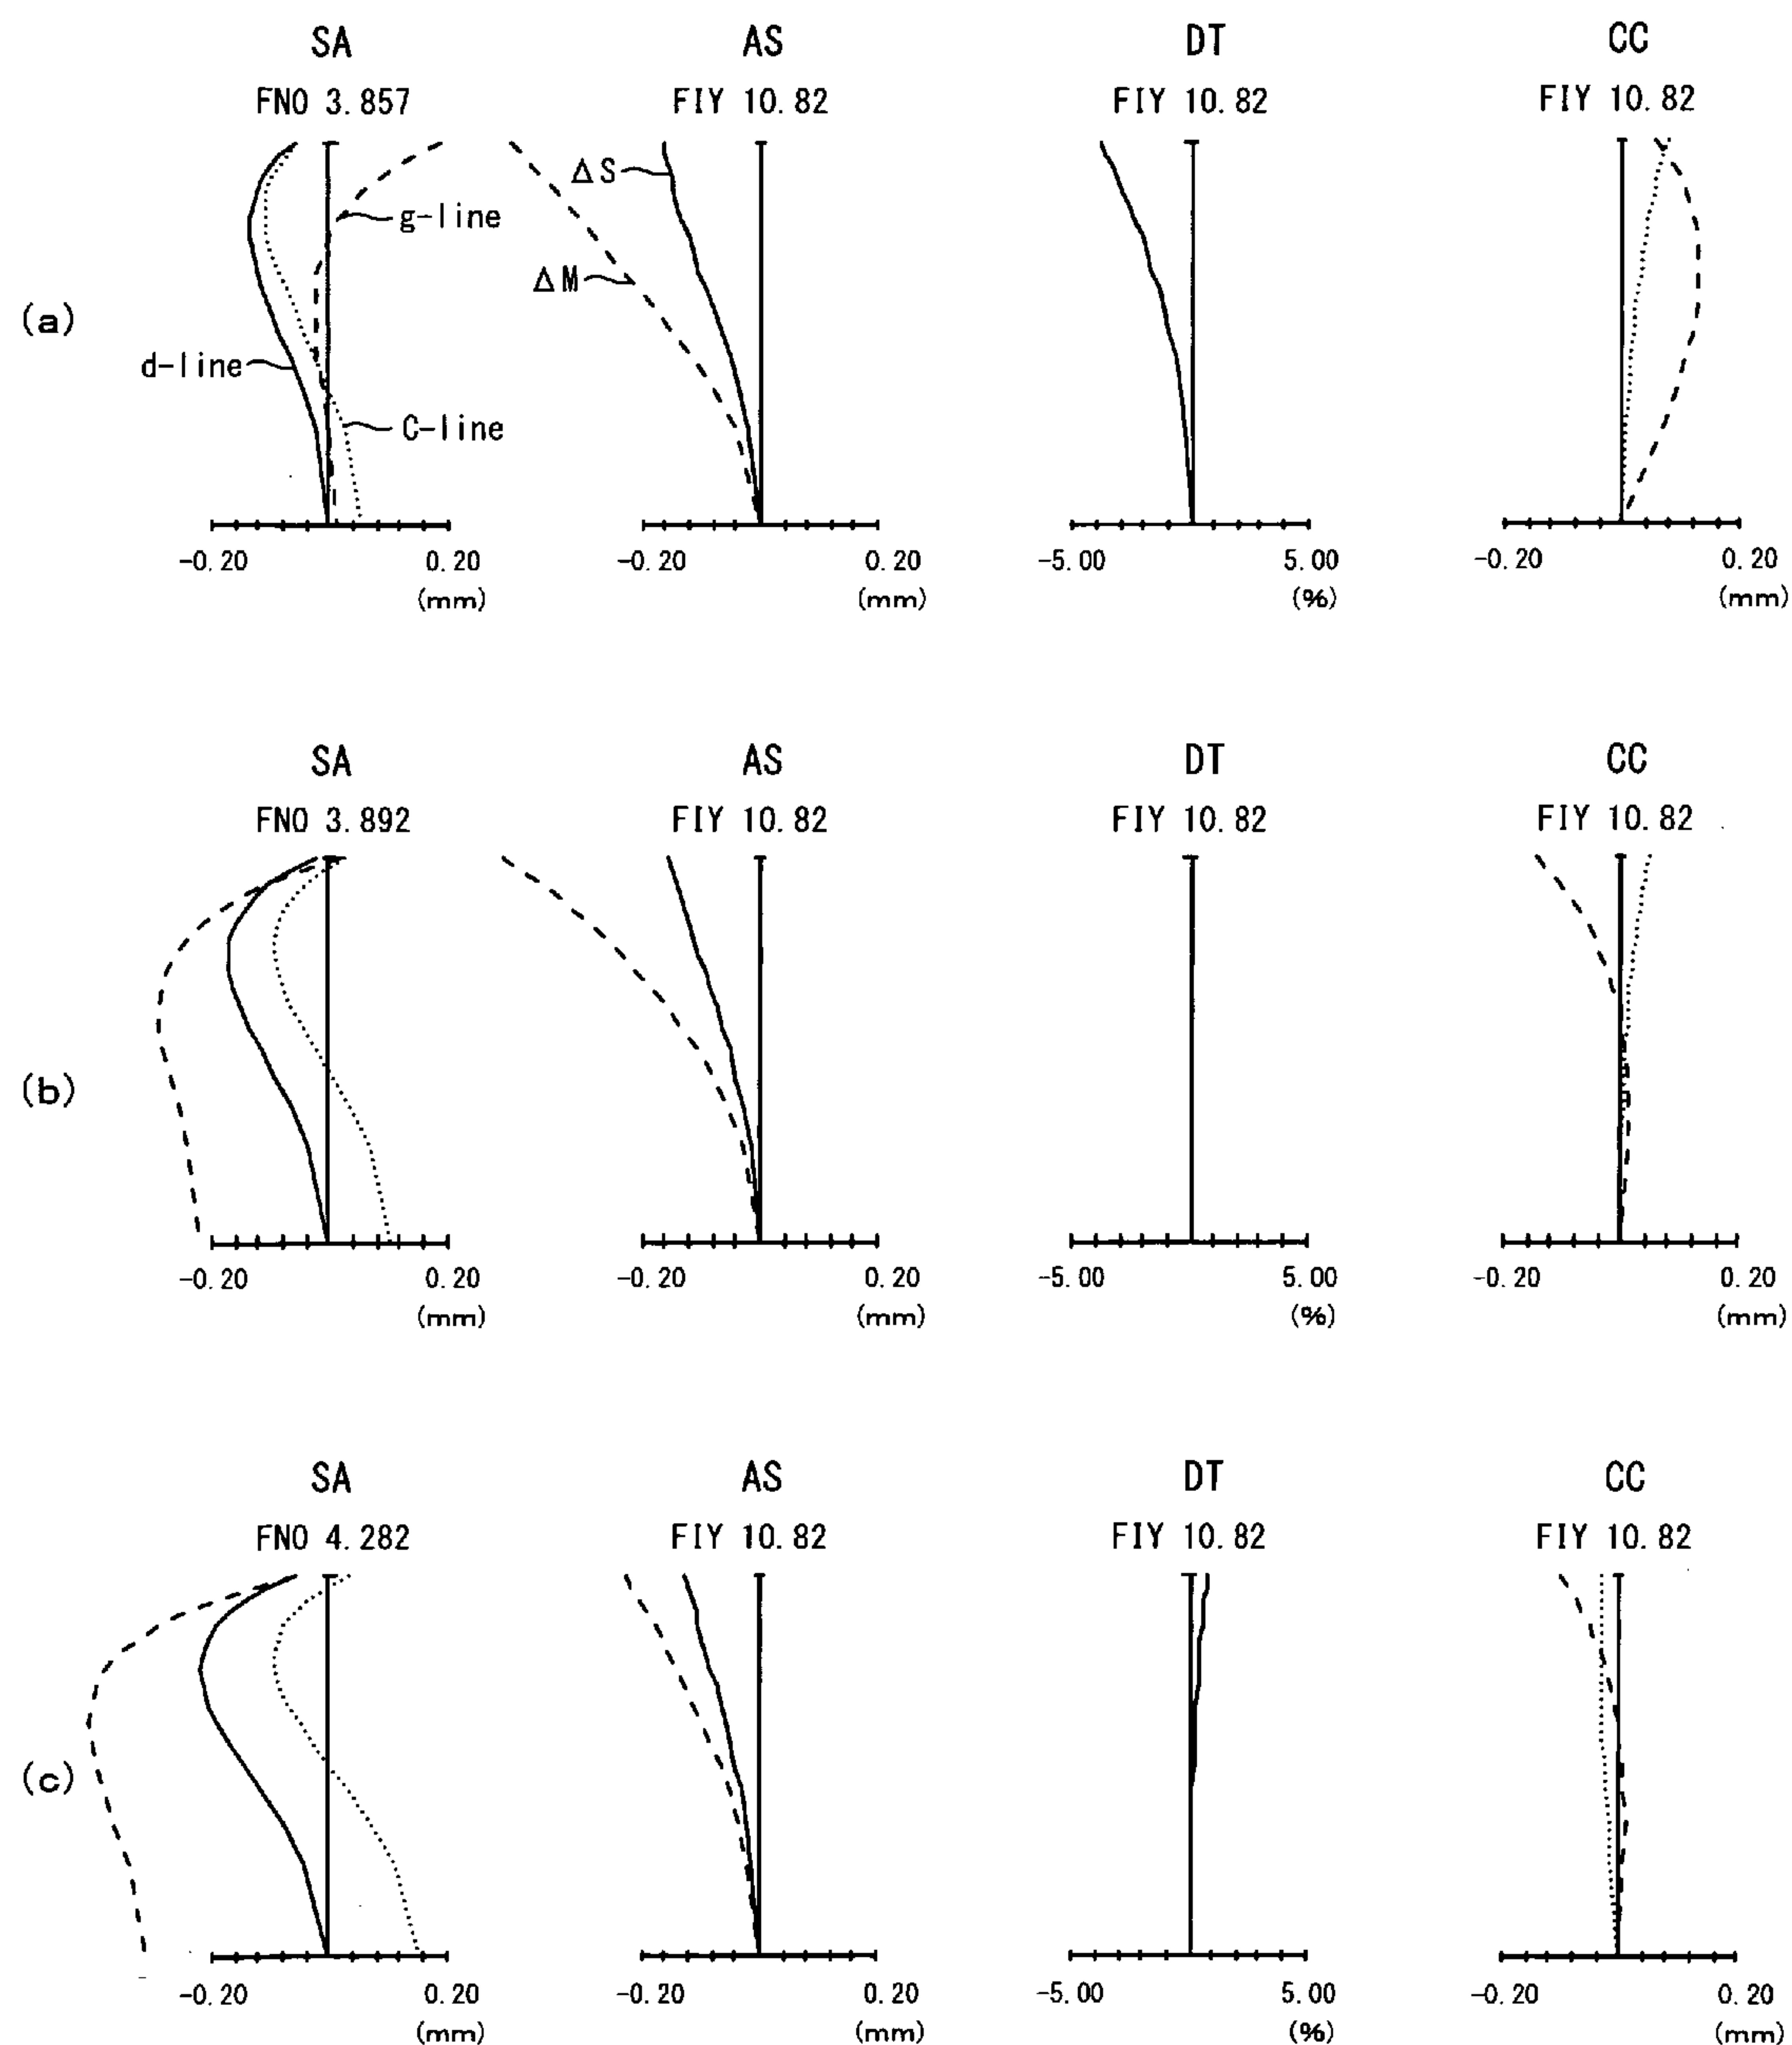 SA AS DT CC
FNO 3.857 FIY 10.82 FIY 10.82 FIY 10.82
ΔS
g-line
ΔM
(a)
d-line
C-line
-0.20 0.20 -0.20 0.20 -5.00 5.00 -0.20 0.20
(mm) (mm) (%) (mm)
SA AS DT CC
FNO 3.892 FIY 10.82 FIY 10.82 FIY 10.82
(b)
-0.20 0.20 -0.20 0.20 -5.00 5.00 -0.20 0.20
(mm) (mm) (%) (mm)
SA AS DT CC
FNO 4.282 FIY 10.82 FIY 10.82 FIY 10.82
(c)
-0.20 0.20 -0.20 0.20 -5.00 5.00 -0.20 0.20
(mm) (mm) (%) (mm)